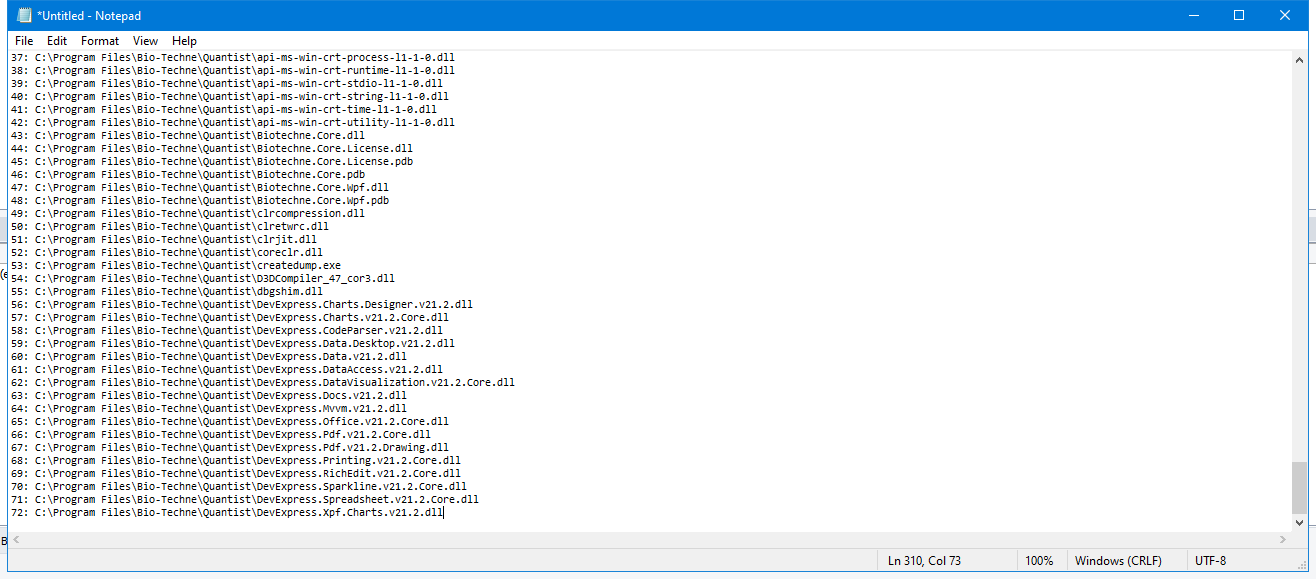 *Untitled - Notepad
File Edit Format View Help
37: C:\Program Files\Bio-Techne\Quantist\api-ms-win-crt-process-l1-1-0.dll
38: C:\Program Files\Bio-Techne\Quantist\api-ms-win-crt-runtime-l1-1-0.dll
39: C:\Program Files\Bio-Techne\Quantist\api-ms-win-crt-stdio-l1-1-0.dll
40: C:\Program Files\Bio-Techne\Quantist\api-ms-win-crt-string-l1-1-0.dll
41: C:\Program Files\Bio-Techne\Quantist\api-ms-win-crt-time-l1-1-0.dll
42: C:\Program Files\Bio-Techne\Quantist\api-ms-win-crt-utility-l1-1-0.dll
43: C:\Program Files\Bio-Techne\Quantist\Biotechne.Core.dll
44: C:\Program Files\Bio-Techne\Quantist\Biotechne.Core.License.dll
45: C:\Program Files\Bio-Techne\Quantist\Biotechne.Core.License.pdb
46: C:\Program Files\Bio-Techne\Quantist\Biotechne.Core.pdb
47: C:\Program Files\Bio-Techne\Quantist\Biotechne.Core.Wpf.dll
48: C:\Program Files\Bio-Techne\Quantist\Biotechne.Core.Wpf.pdb
49: C:\Program Files\Bio-Techne\Quantist\clrcompression.dll
50: C:\Program Files\Bio-Techne\Quantist\clretwrc.dll
51: C:\Program Files\Bio-Techne\Quantist\clrjit.dll
52: C:\Program Files\Bio-Techne\Quantist\coreclr.dll
53: C:\Program Files\Bio-Techne\Quantist\createdump.exe
54: C:\Program Files\Bio-Techne\Quantist\D3DCompiler_47_cor3.dll
55: C:\Program Files\Bio-Techne\Quantist\dbgshim.dll
56: C:\Program Files\Bio-Techne\Quantist\DevExpress.Charts.Designer.v21.2.dll
57: C:\Program Files\Bio-Techne\Quantist\DevExpress.Charts.v21.2.Core.dll
58: C:\Program Files\Bio-Techne\Quantist\DevExpress.CodeParser.v21.2.dll
59: C:\Program Files\Bio-Techne\Quantist\DevExpress.Data.Desktop.v21.2.dll
60: C:\Program Files\Bio-Techne\Quantist\DevExpress.Data.v21.2.dll
61: C:\Program Files\Bio-Techne\Quantist\DevExpress.DataAccess.v21.2.dll
62: C:\Program Files\Bio-Techne\Quantist\DevExpress.DataVisualization.v21.2.Core.dll
63: C:\Program Files\Bio-Techne\Quantist\DevExpress.Docs.v21.2.dll
64: C:\Program Files\Bio-Techne\Quantist\DevExpress.Mvvm.v21.2.dll
65: C:\Program Files\Bio-Techne\Quantist\DevExpress.Office.v21.2.Core.dll
66: C:\Program Files\Bio-Techne\Quantist\DevExpress.Pdf.v21.2.Core.dll
67: C:\Program Files\Bio-Techne\Quantist\DevExpress.Pdf.v21.2.Drawing.dll
68: C:\Program Files\Bio-Techne\Quantist\DevExpress.Printing.v21.2.Core.dll
69: C:\Program Files\Bio-Techne\Quantist\DevExpress.RichEdit.v21.2.Core.dll
70: C:\Program Files\Bio-Techne\Quantist\DevExpress.Sparkline.v21.2.Core.dll
71: C:\Program Files\Bio-Techne\Quantist\DevExpress.Spreadsheet.v21.2.Core.dll
72: C:\Program Files\Bio-Techne\Quantist\DevExpress.Xpf.Charts.v21.2.dll
Ln 310, Col 73 100% Windows (CRLF) UTF-8